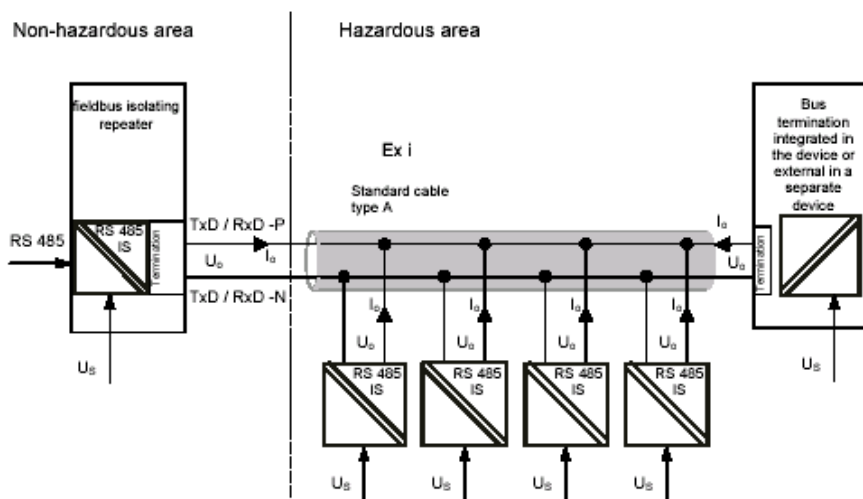 Non-hazardous area
Hazardous area
fieldbus isolating
repeater
Ex i
Standard cable
type A
Bus
termination
integrated in
the device or
external in a
separate
device
RS 485
RS 485
IS
Termination
TxD / RxD -P
Uₒ
Iₒ
TxD / RxD -N
Uₛ
Iₒ
Uₒ
Termination
Uₛ
Iₒ
Uₒ
RS 485
IS
Uₛ
Iₒ
Uₒ
RS 485
IS
Uₛ
Iₒ
Uₒ
RS 485
IS
Uₛ
Iₒ
Uₒ
RS 485
IS
Uₛ